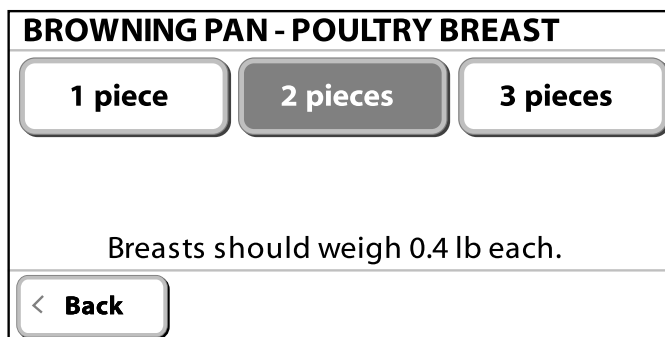 BROWNING PAN - POULTRY BREAST
1 piece 2 pieces 3 pieces
Breasts should weigh 0.4 lb each.
< Back